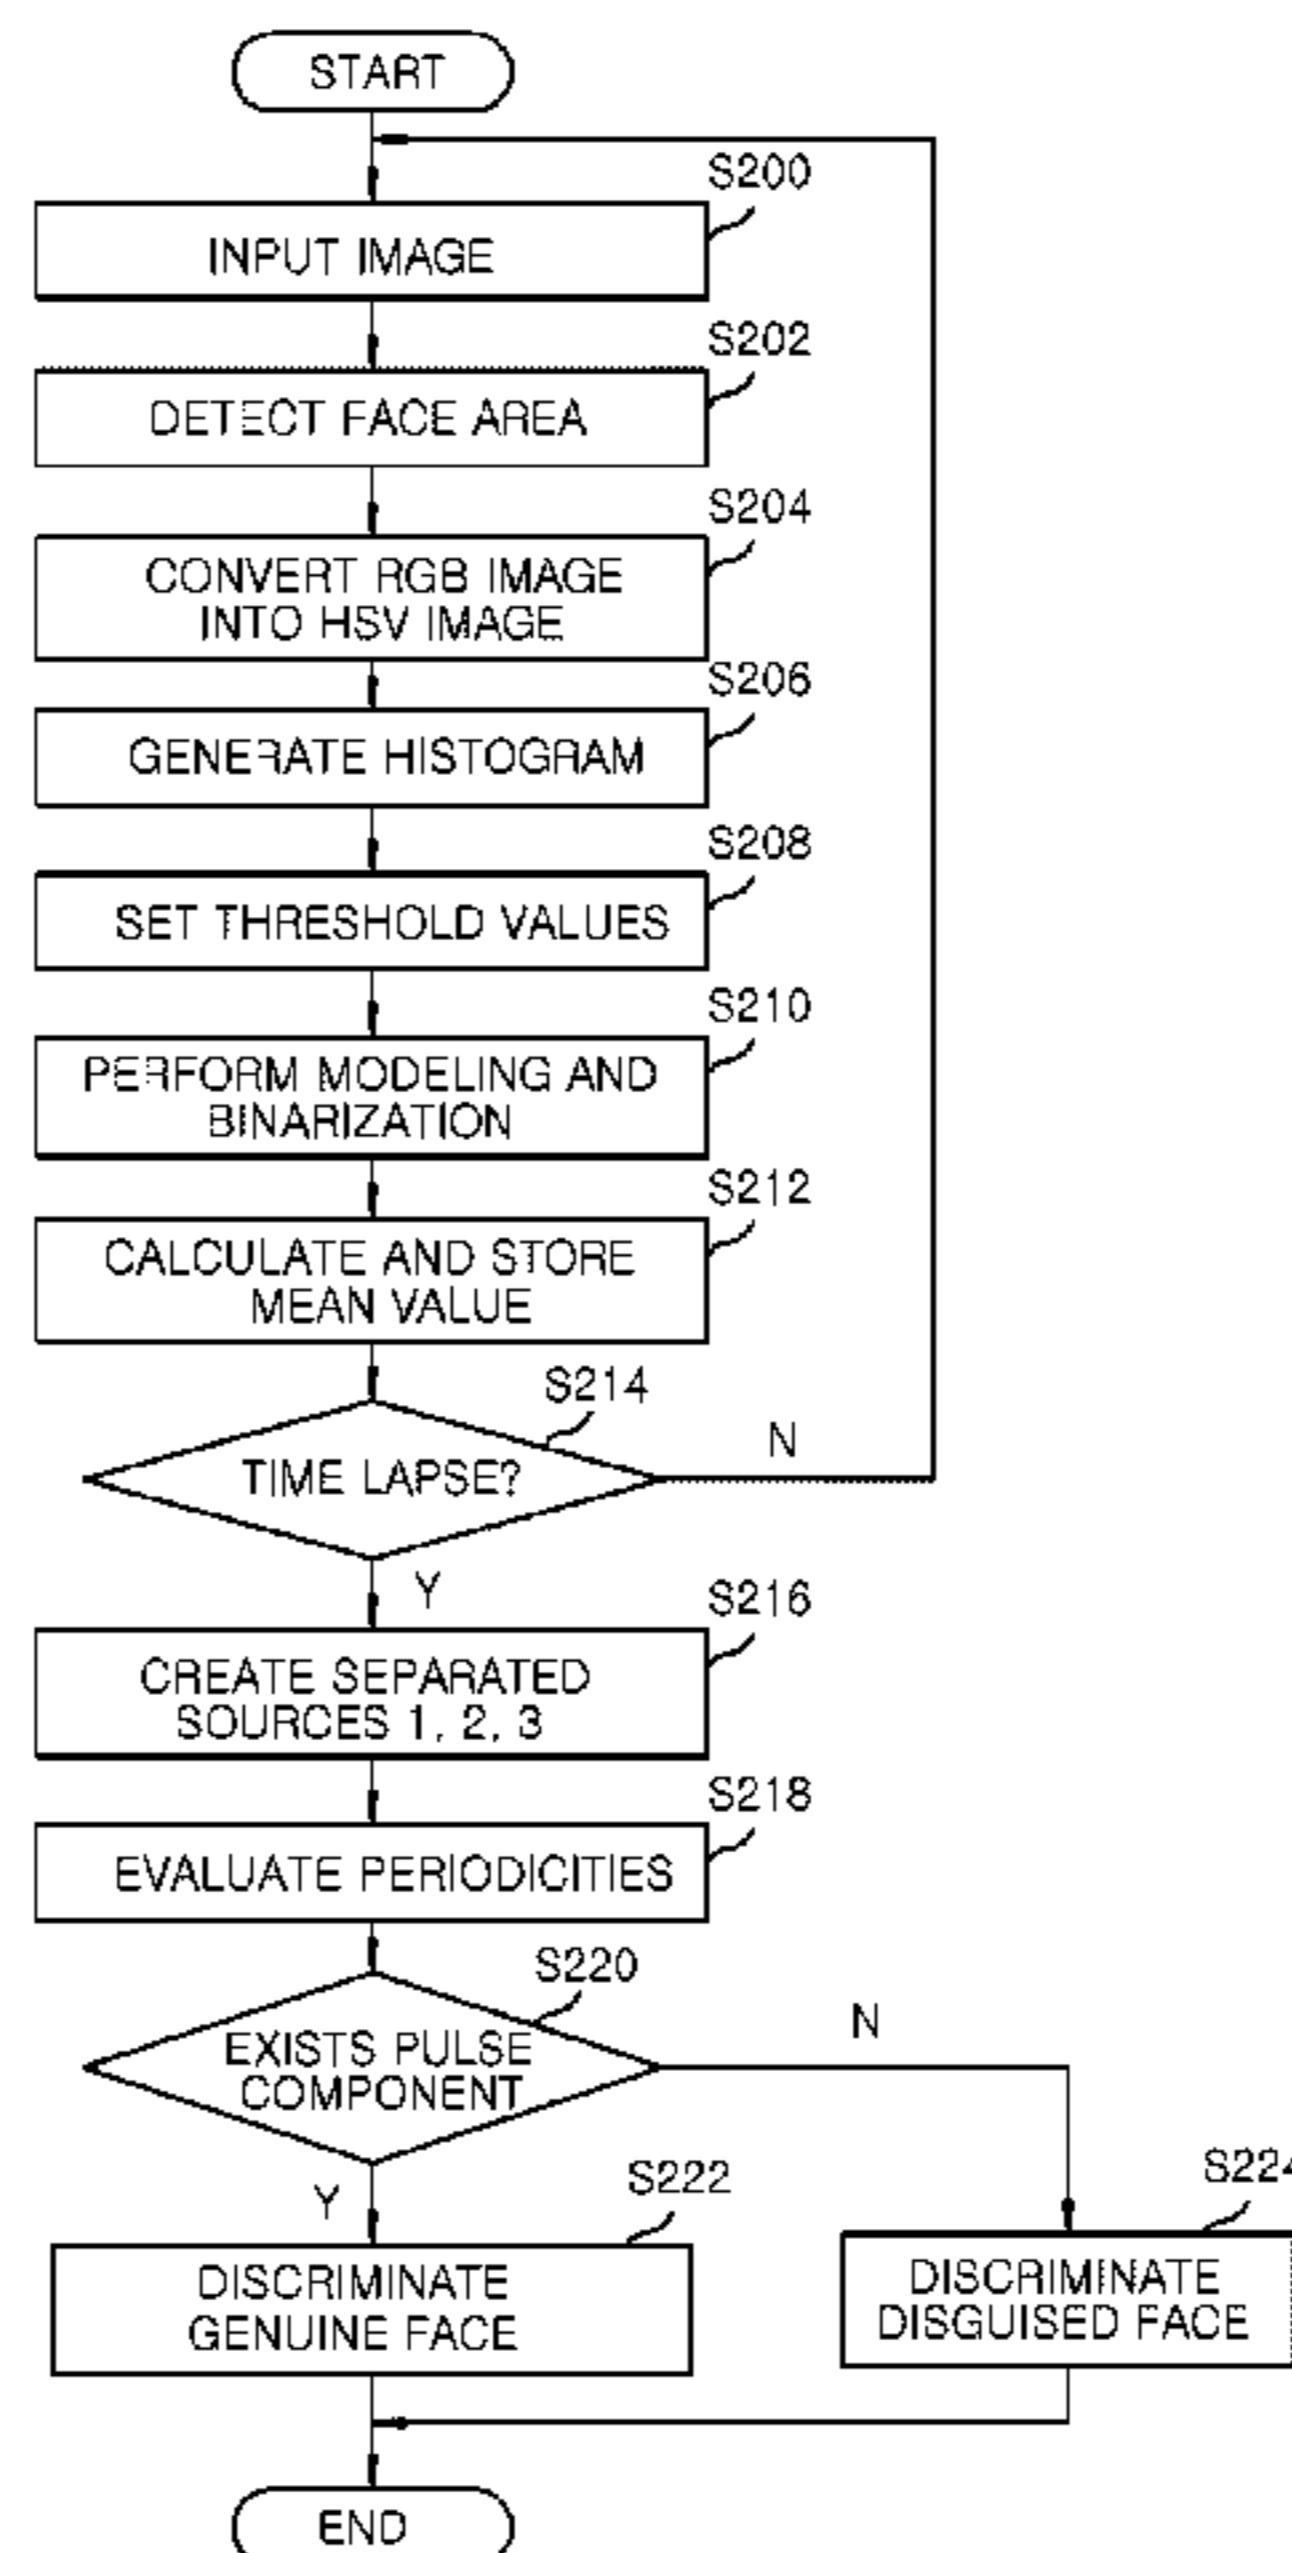 START
S200
INPUT IMAGE
S202
DETECT FACE AREA
S204
CONVERT RGB IMAGE
INTO HSV IMAGE
S206
GENERATE HISTOGRAM
S208
SET THRESHOLD VALUES
S210
PERFORM MODELING AND
BINARIZATION
S212
CALCULATE AND STORE
MEAN VALUE
S214
TIME LAPSE?
N
Y
S216
CREATE SEPARATED
SOURCES 1, 2, 3
S218
EVALUATE PERIODICITIES
S220
EXISTS PULSE
COMPONENT
N
Y
S222
DISCRIMINATE
GENUINE FACE
S224
DISCRIMINATE
DISGUISED FACE
END